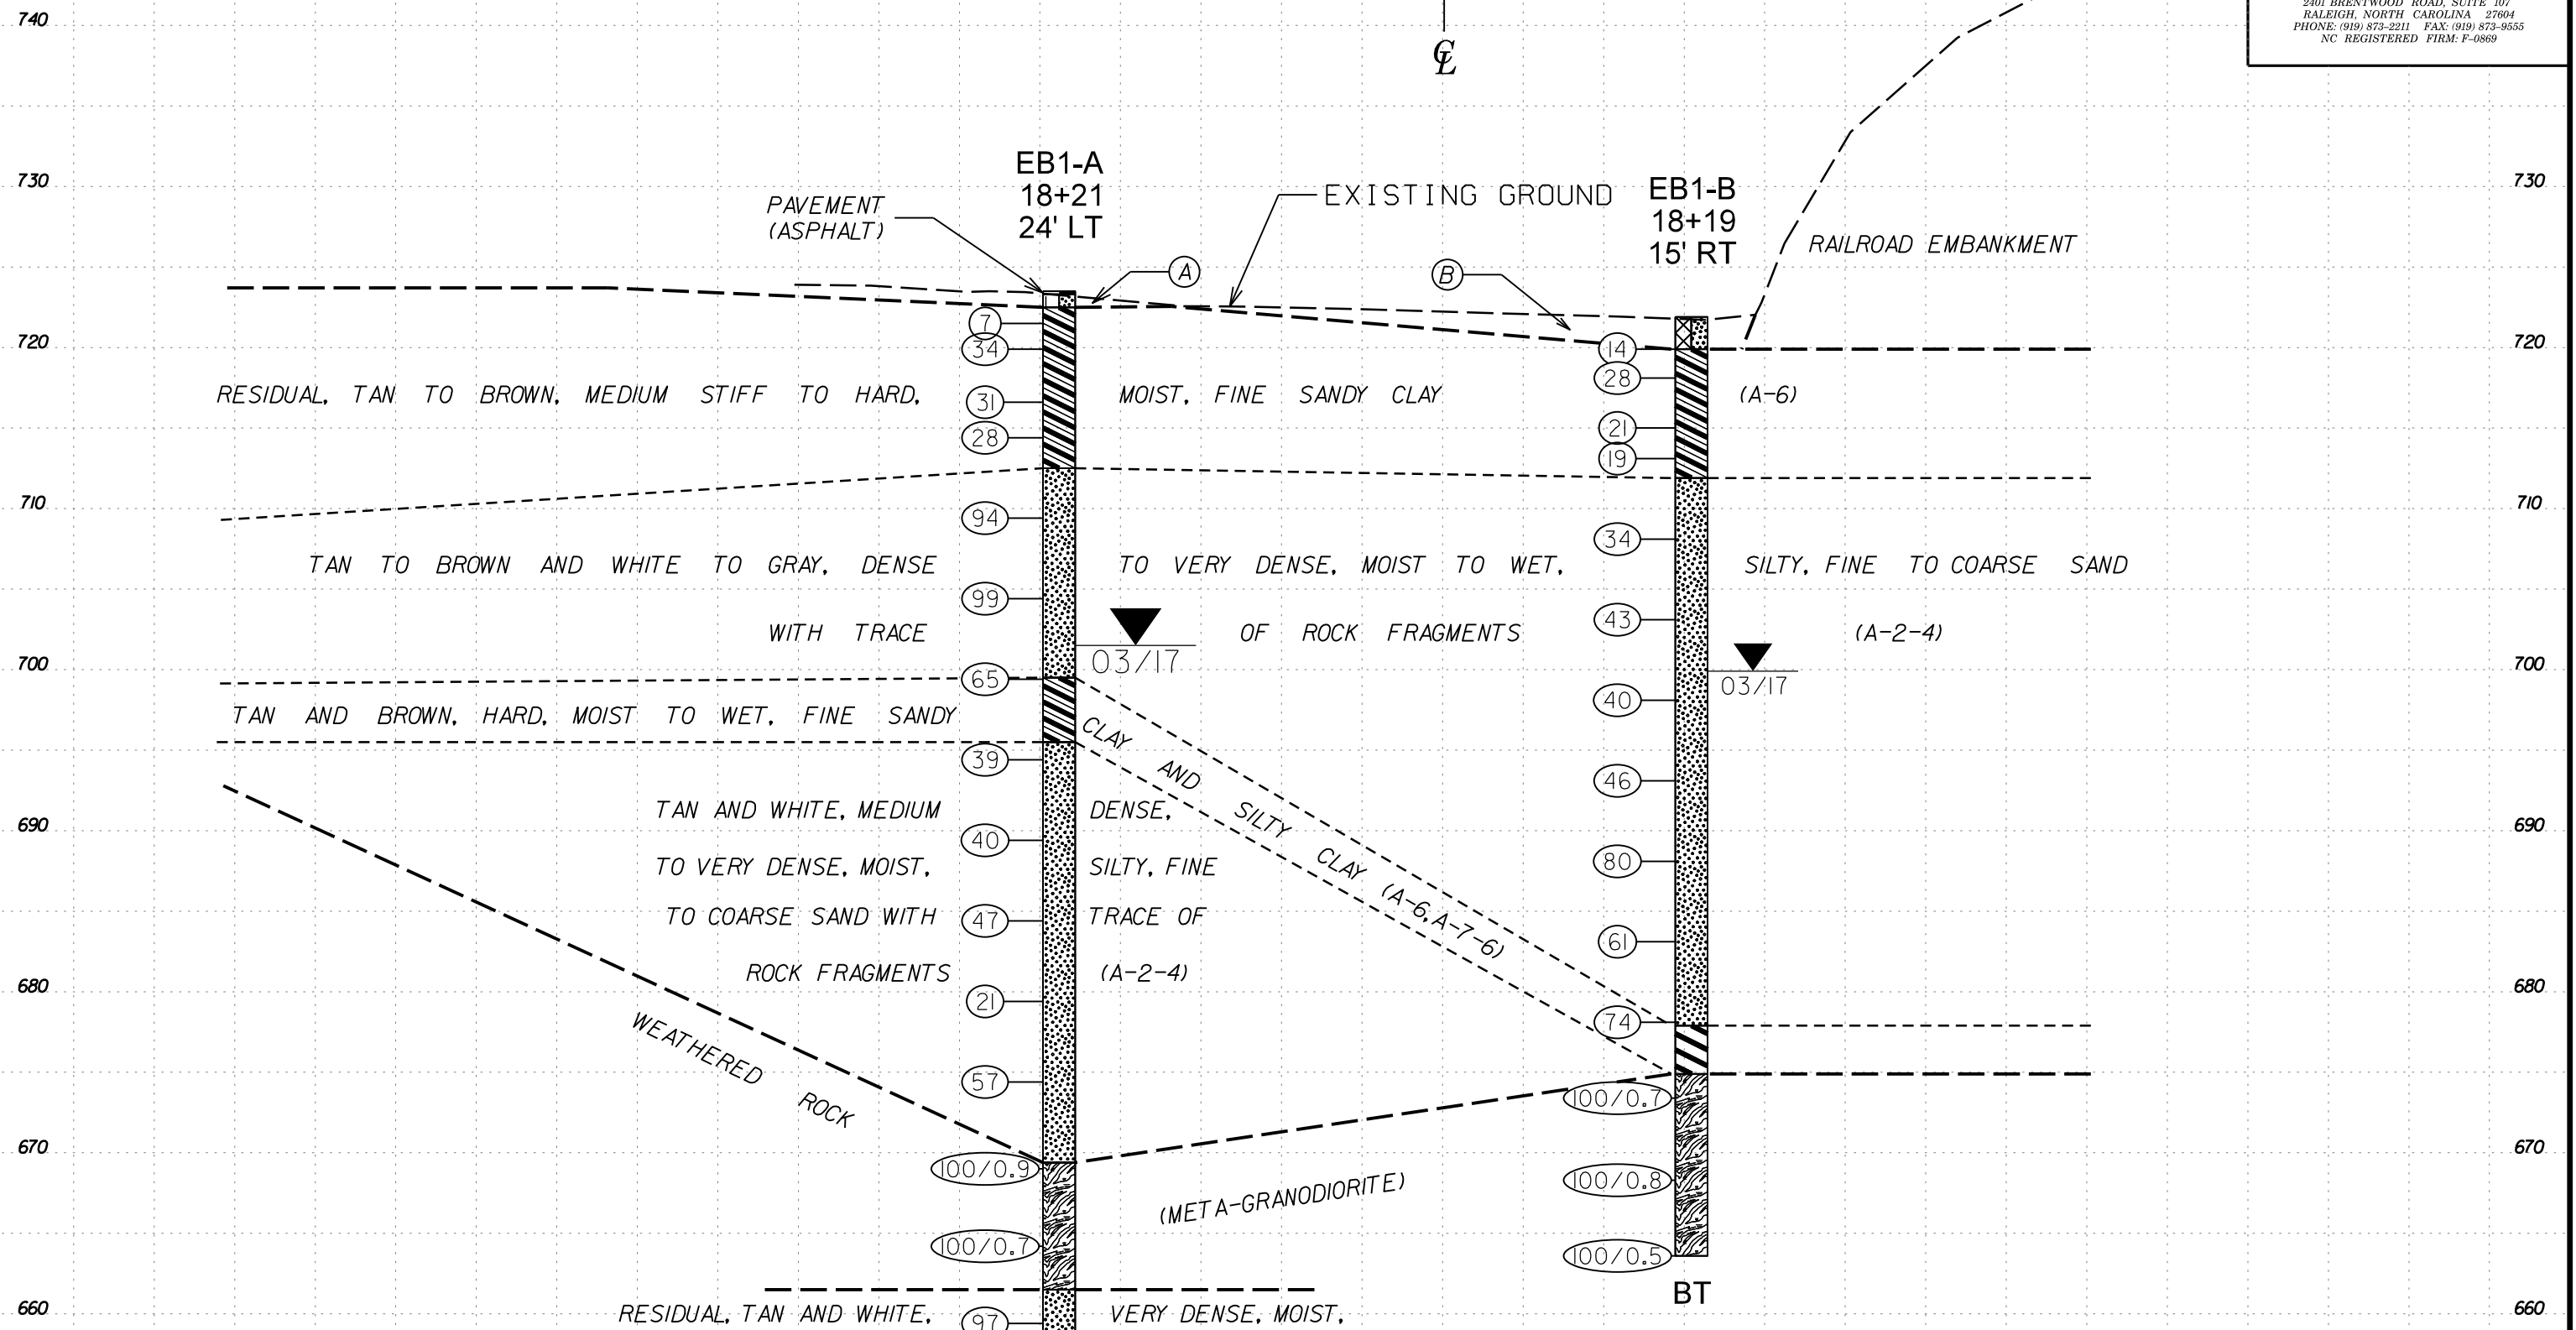 2401 BRENTWOOD ROAD, SUITE 107
RALEIGH, NORTH CAROLINA 27604
PHONE: (919) 873-2211 FAX: (919) 873-9555
NC REGISTERED FIRM: F-0869
740
℄
730
EB1-A
18+21
24' LT
PAVEMENT
(ASPHALT)
A
EXISTING GROUND
B
EB1-B
18+19
15' RT
RAILROAD EMBANKMENT
730
7
34
14
28
720
720
RESIDUAL, TAN TO BROWN, MEDIUM STIFF TO HARD, MOIST, FINE SANDY CLAY (A-6)
31
28
21
19
710
710
94
34
TAN TO BROWN AND WHITE TO GRAY, DENSE TO VERY DENSE, MOIST TO WET, SILTY, FINE TO COARSE SAND
99
43
WITH TRACE OF ROCK FRAGMENTS (A-2-4)
03/17
03/17
700
700
65
40
TAN AND BROWN, HARD, MOIST TO WET, FINE SANDY CLAY AND SILTY CLAY (A-6,A-7-6)
39
46
TAN AND WHITE, MEDIUM DENSE,
690
690
40
80
TO VERY DENSE, MOIST, SILTY, FINE
TO COARSE SAND WITH TRACE OF
47
61
ROCK FRAGMENTS (A-2-4)
680
680
21
74
WEATHERED ROCK
57
100/0.7
670
670
100/0.9
100/0.8
(META-GRANODIORITE)
100/0.7
100/0.5
BT
660
660
RESIDUAL, TAN AND WHITE, VERY DENSE, MOIST,
97